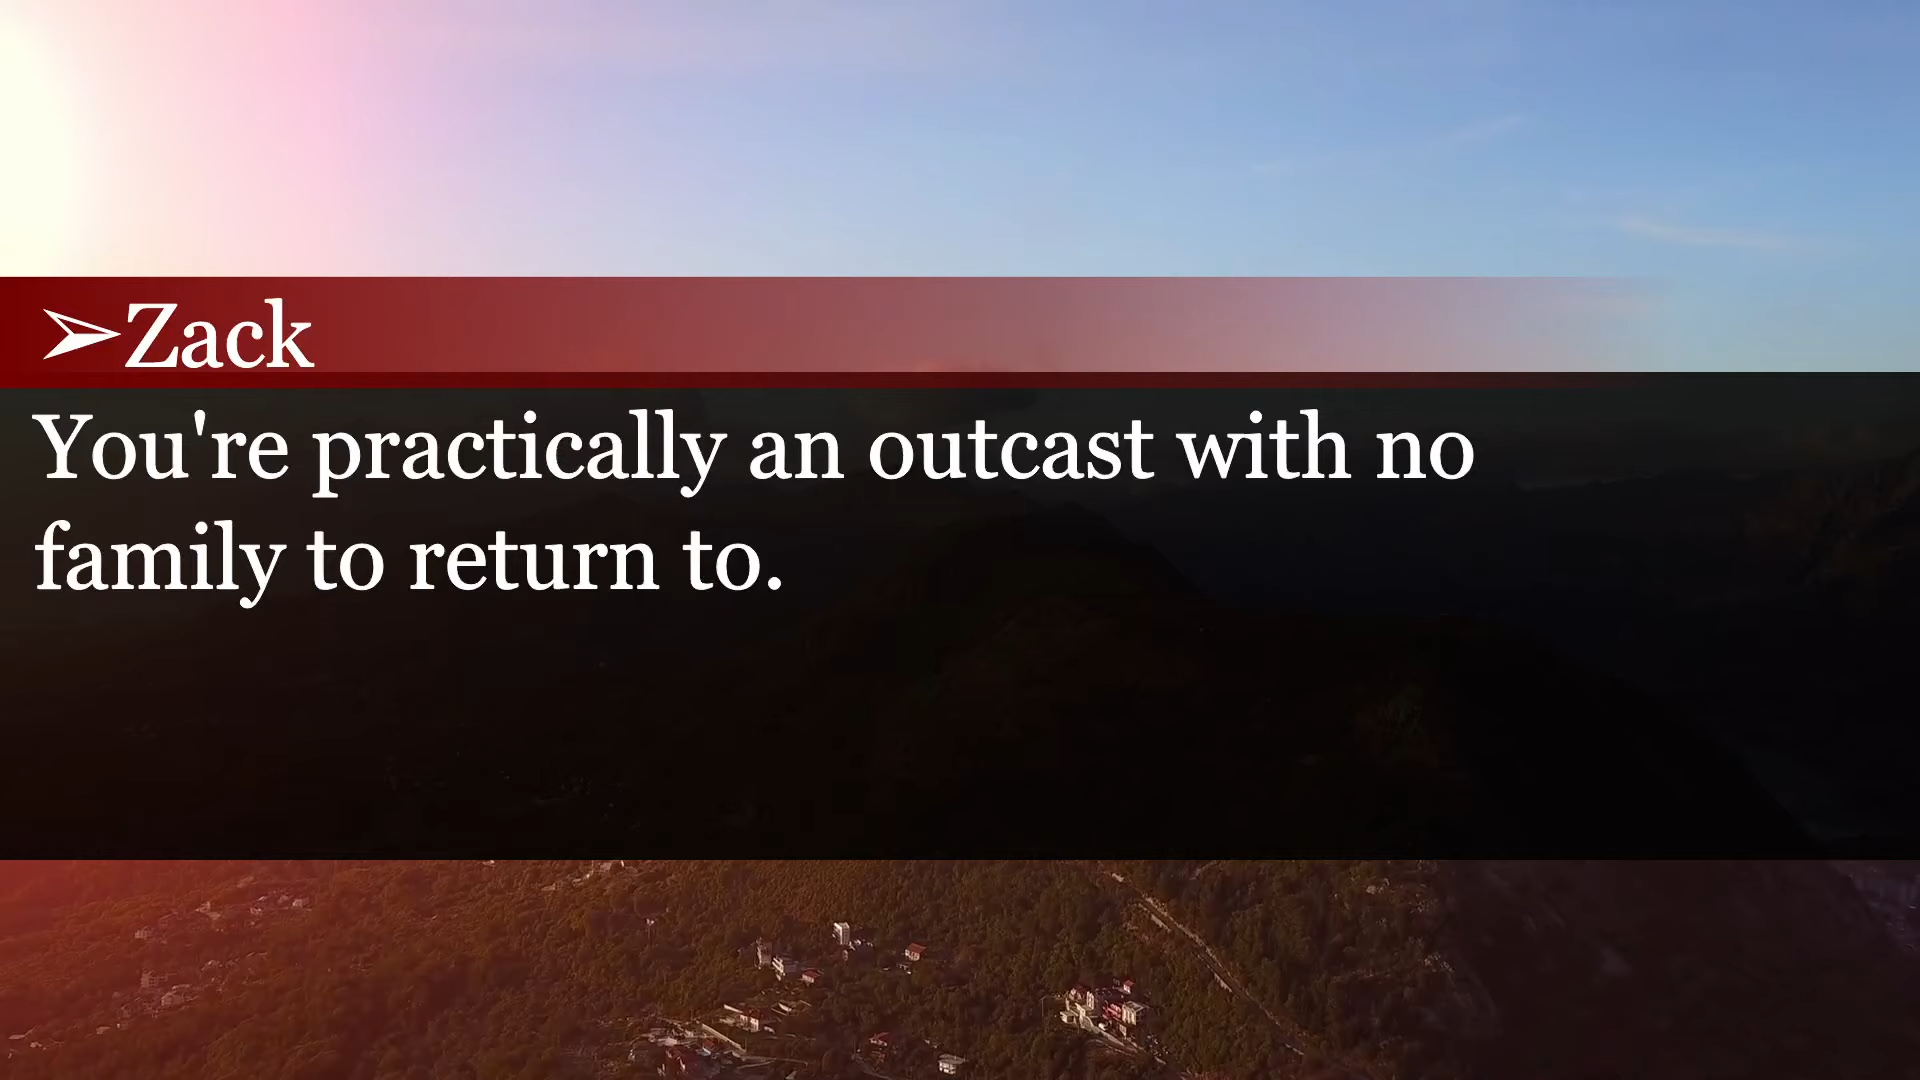 ➢Zack
You're practically an outcast with no
family to return to.